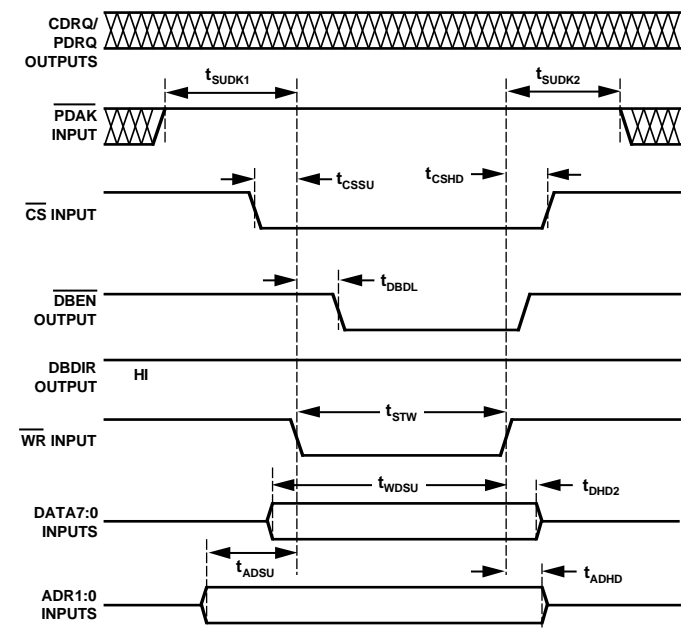 CDRQ/
PDRQ
OUTPUTS
tSUDK1
tSUDK2
PDAK
INPUT
tCSSU
tCSHD
CS INPUT
tDBDL
DBEN
OUTPUT
DBDIR
OUTPUT
HI
tSTW
WR INPUT
tWDSU
tDHD2
DATA7:0
INPUTS
tADSU
tADHD
ADR1:0
INPUTS